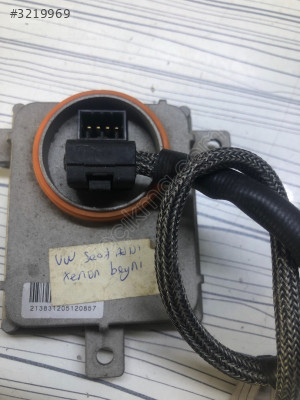 #3219969
VW Seat Audi
Xenon beyni
213831205120857